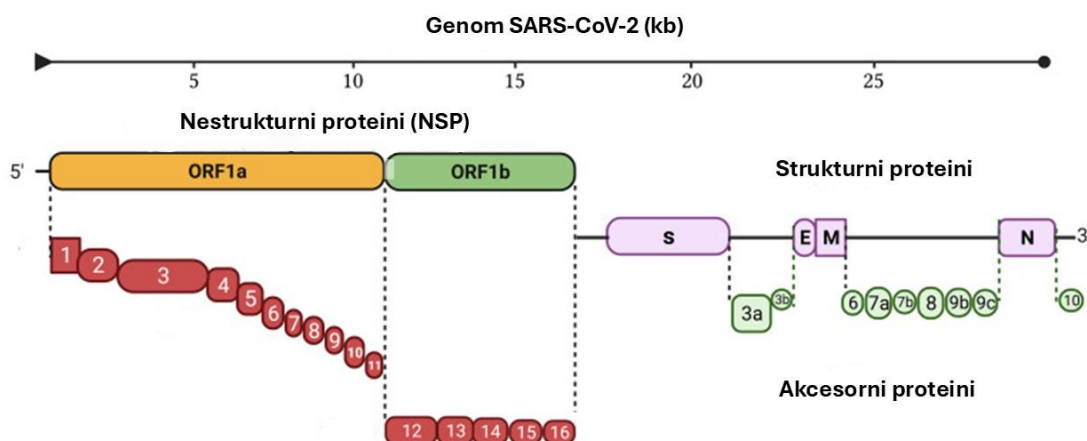 Genom SARS-CoV-2 (kb)
5 10 15 20 25
Nestrukturni proteini (NSP)
5' ORF1a ORF1b
Strukturni proteini
S E M N 3
1 2 3 4 5 6 7 8 9 10 11
3a 3b 6 7a 7b 8 9b 9c 10
Akcesorni proteini
12 13 14 15 16